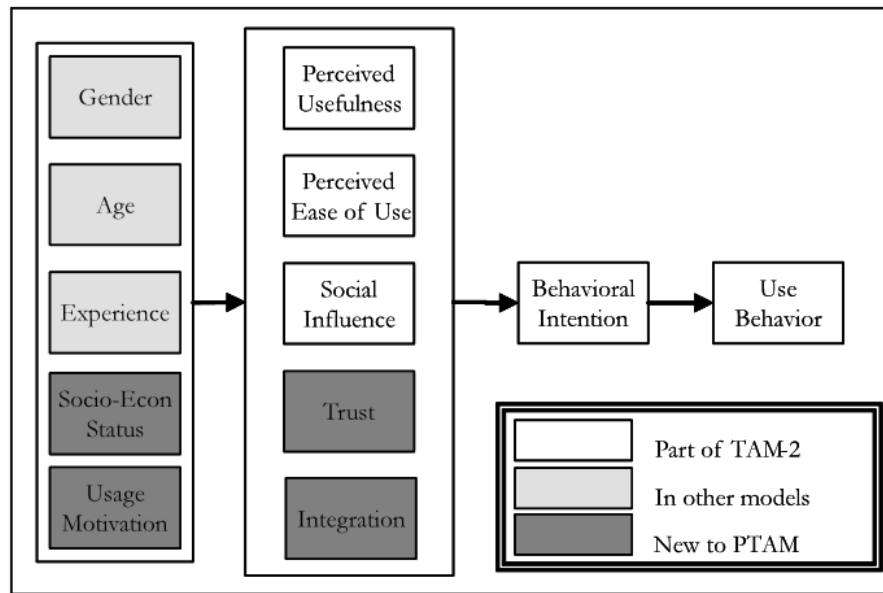 Gender
Age
Experience
Socio-Econ
Status
Usage
Motivation
Perceived
Usefulness
Perceived
Ease of Use
Social
Influence
Trust
Integration
Behavioral
Intention
Use
Behavior
Part of TAM-2
In other models
New to PTAM